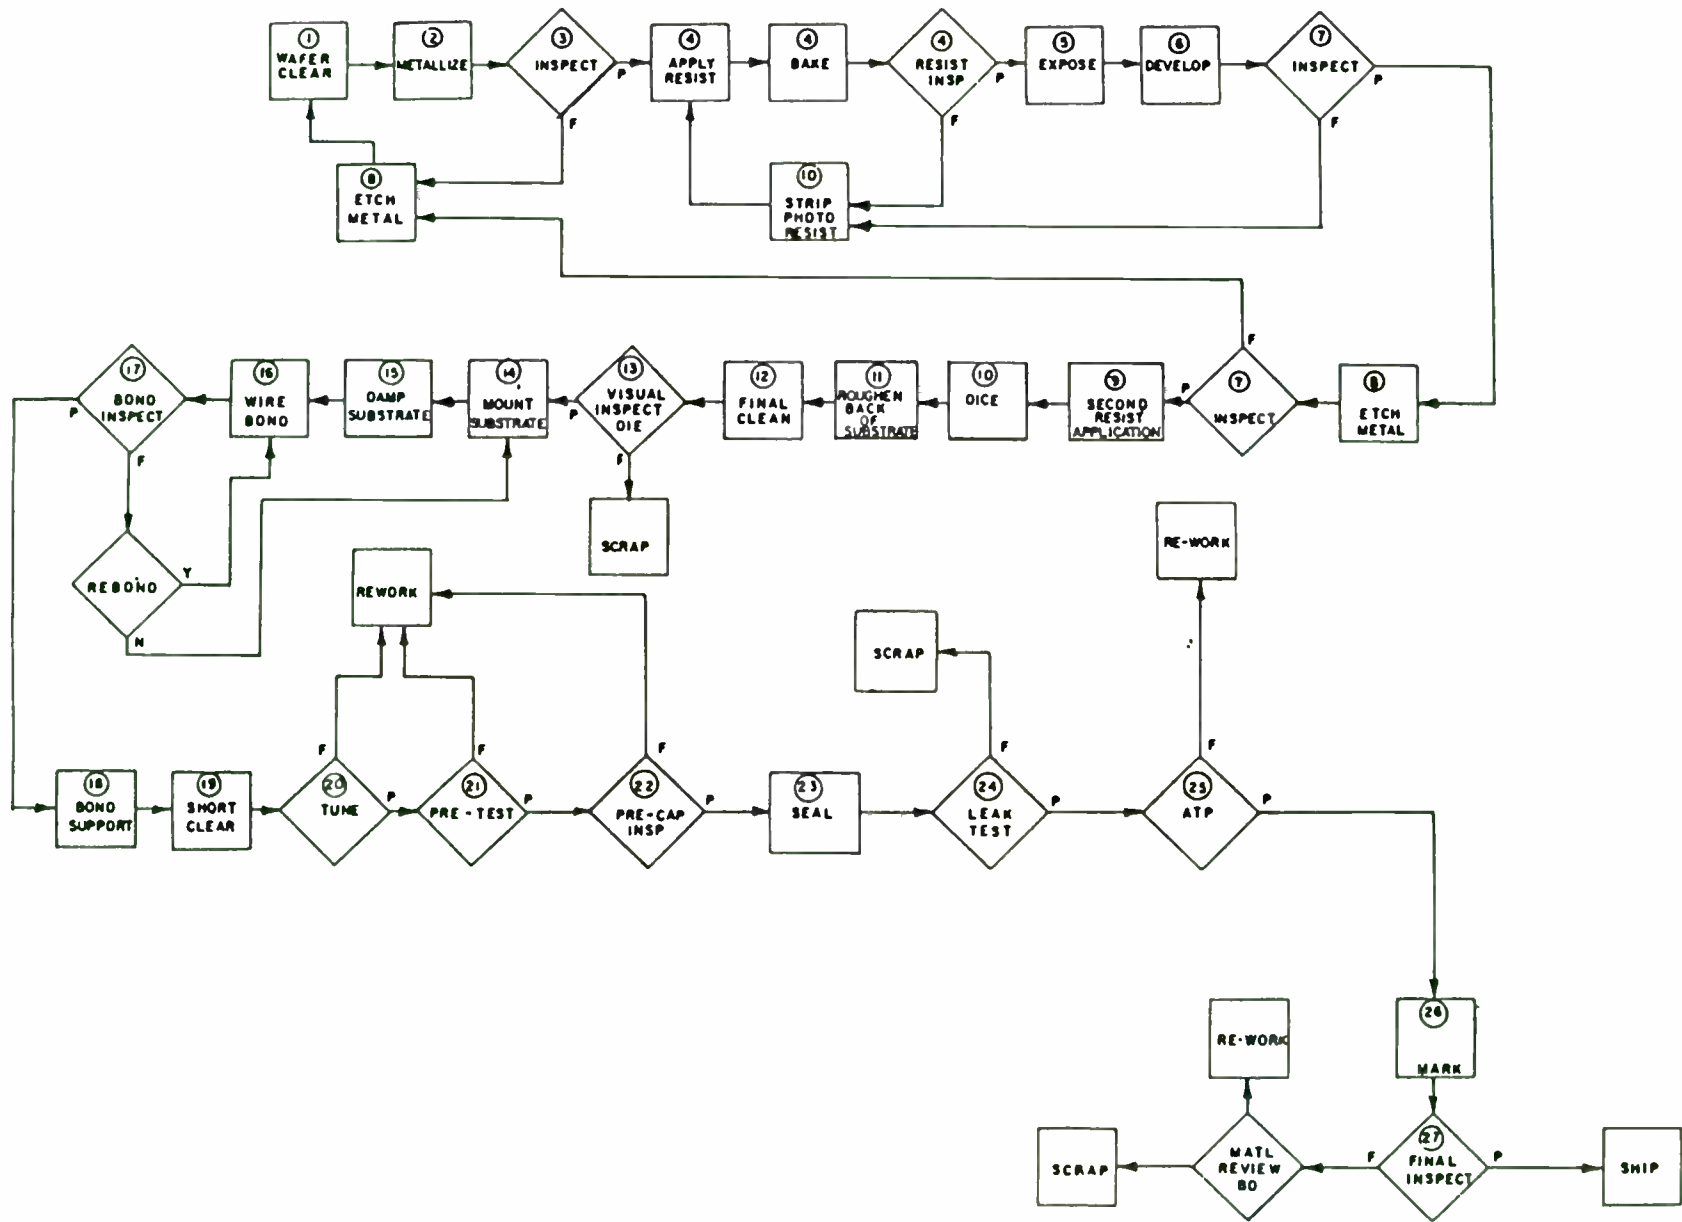 1
WAFER
CLEAR
2
METALLIZE
3
INSPECT
P
F
4
APPLY
RESIST
4
BAKE
4
RESIST
INSP
P
F
5
EXPOSE
6
DEVELOP
7
INSPECT
P
F
8
ETCH
METAL
10
STRIP
PHOTO
RESIST
17
BOND
INSPECT
P
F
16
WIRE
BOND
15
DAMP
SUBSTRATE
14
MOUNT
SUBSTRATE
13
VISUAL
INSPECT
DIE
P
F
12
FINAL
CLEAN
11
ROUGHEN
BACK
OF
SUBSTRATE
10
DICE
9
SECOND
RESIST
APPLICATION
7
INSPECT
P
F
8
ETCH
METAL
REBOND
Y
N
SCRAP
REWORK
SCRAP
RE-WORK
18
BOND
SUPPORT
19
SHORT
CLEAR
20
TUNE
F
P
21
PRE-TEST
F
P
22
PRE-CAP
INSP
F
P
23
SEAL
24
LEAK
TEST
F
P
25
ATP
F
P
26
MARK
RE-WORK
SCRAP
MATL
REVIEW
BD
F
27
FINAL
INSPECT
P
SHIP